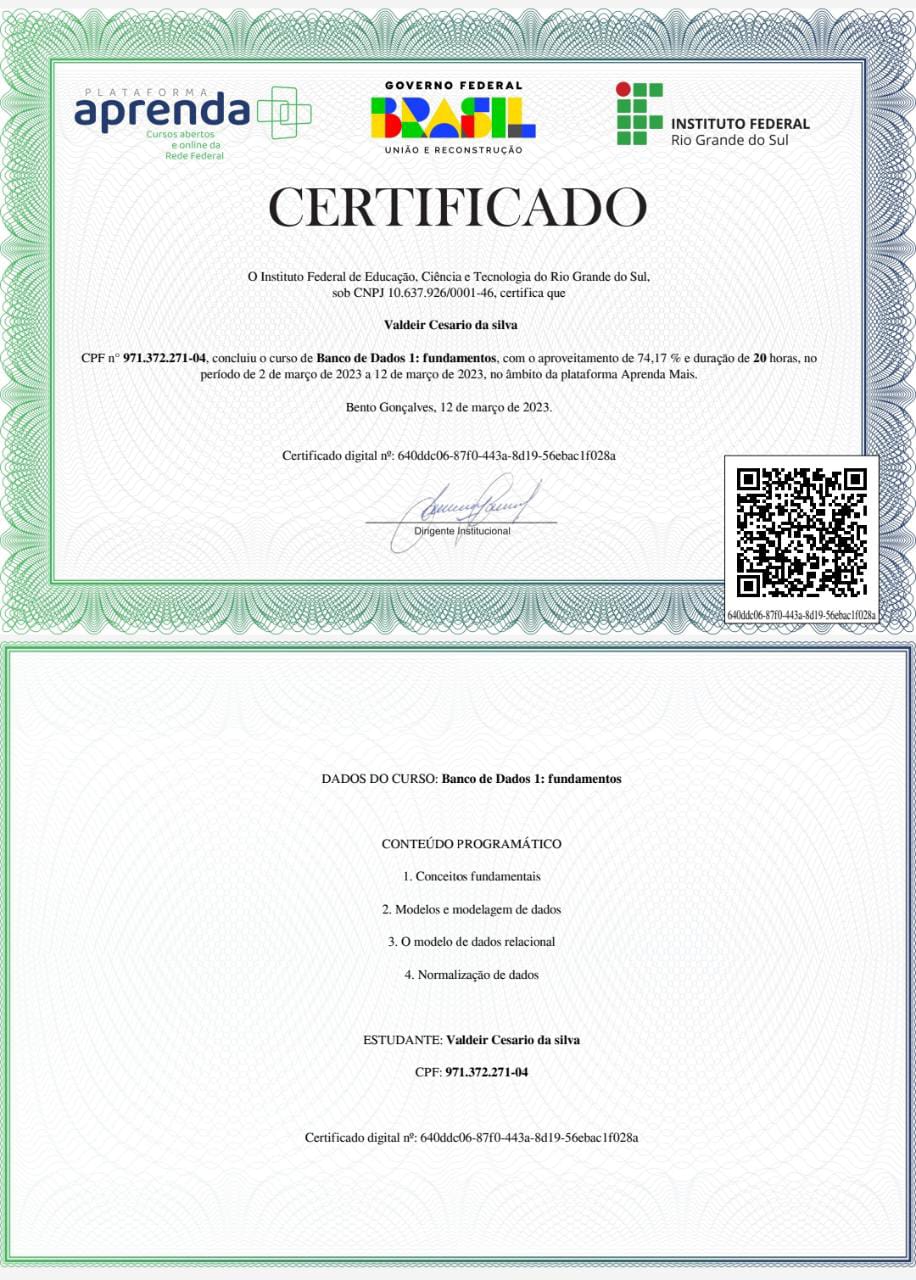 PLATAFORMA
aprenda
Cursos abertos
e online da
Rede Federal
GOVERNO FEDERAL
BRASIL
UNIÃO E RECONSTRUÇÃO
INSTITUTO FEDERAL
Rio Grande do Sul
CERTIFICADO
O Instituto Federal de Educação, Ciência e Tecnologia do Rio Grande do Sul,
sob CNPJ 10.637.926/0001-46, certifica que
Valdeir Cesario da silva
CPF n° 971.372.271-04, concluiu o curso de Banco de Dados 1: fundamentos, com o aproveitamento de 74,17 % e duração de 20 horas, no
período de 2 de março de 2023 a 12 de março de 2023, no âmbito da plataforma Aprenda Mais.
Bento Gonçalves, 12 de março de 2023.
Certificado digital nº: 640ddc06-87f0-443a-8d19-56ebac1f028a
Dirigente Institucional
640ddc06-87f0-443a-8d19-56ebac1f028a
DADOS DO CURSO: Banco de Dados 1: fundamentos
CONTEÚDO PROGRAMÁTICO
1. Conceitos fundamentais
2. Modelos e modelagem de dados
3. O modelo de dados relacional
4. Normalização de dados
ESTUDANTE: Valdeir Cesario da silva
CPF: 971.372.271-04
Certificado digital nº: 640ddc06-87f0-443a-8d19-56ebac1f028a